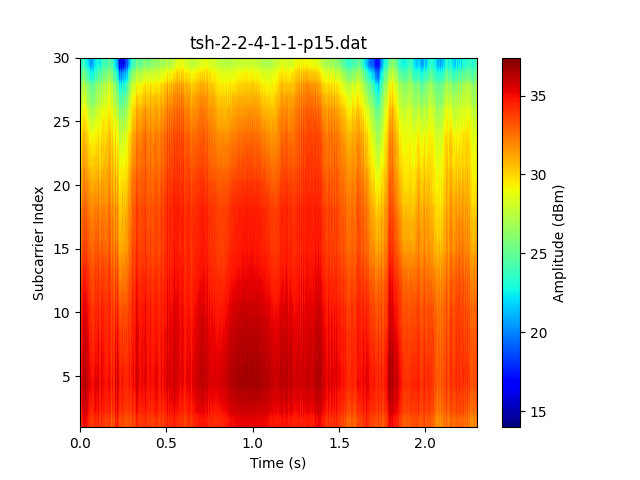 tsh-2-2-4-1-1-p15.dat
30
25
20
15
10
5
Subcarrier Index
0.0 0.5 1.0 1.5 2.0
Time (s)
35
30
25
20
15
Amplitude (dBm)